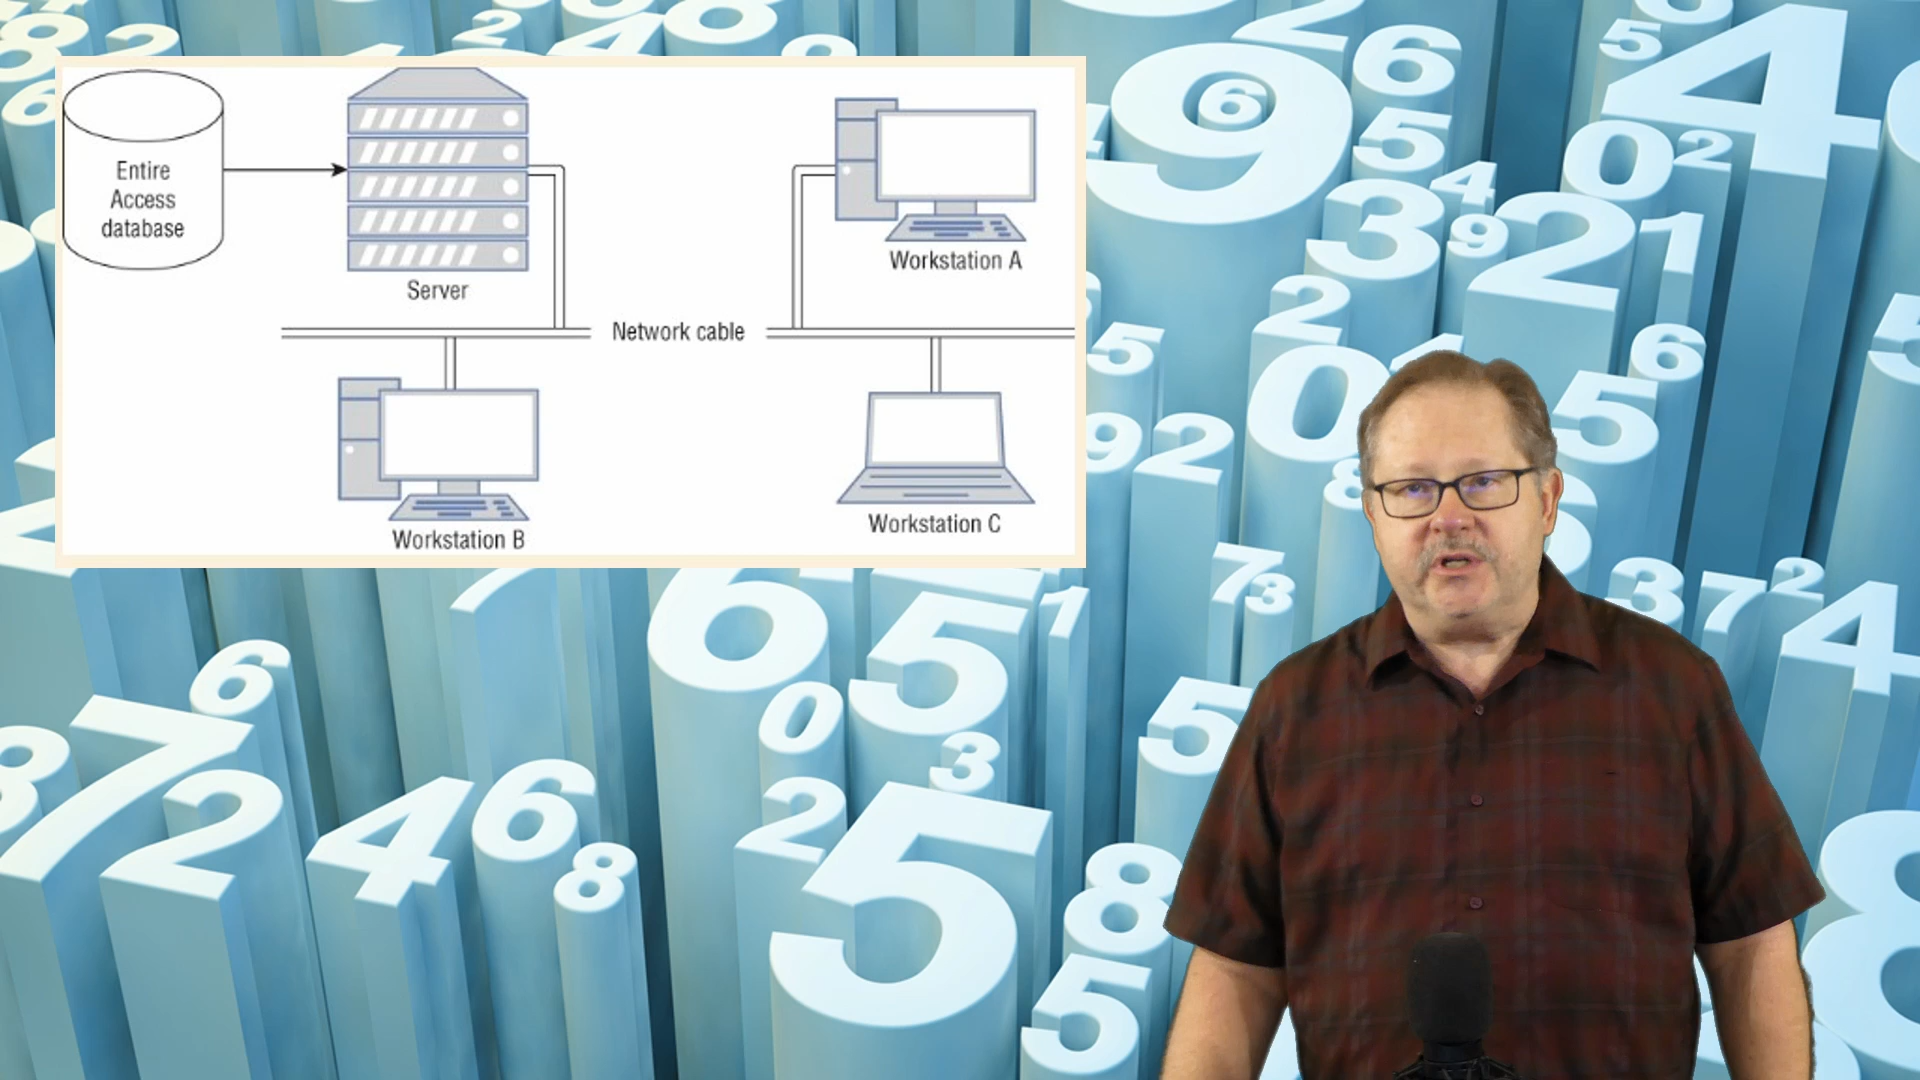 Entire
Access
database
Server
Workstation A
Network cable
Workstation B
Workstation C